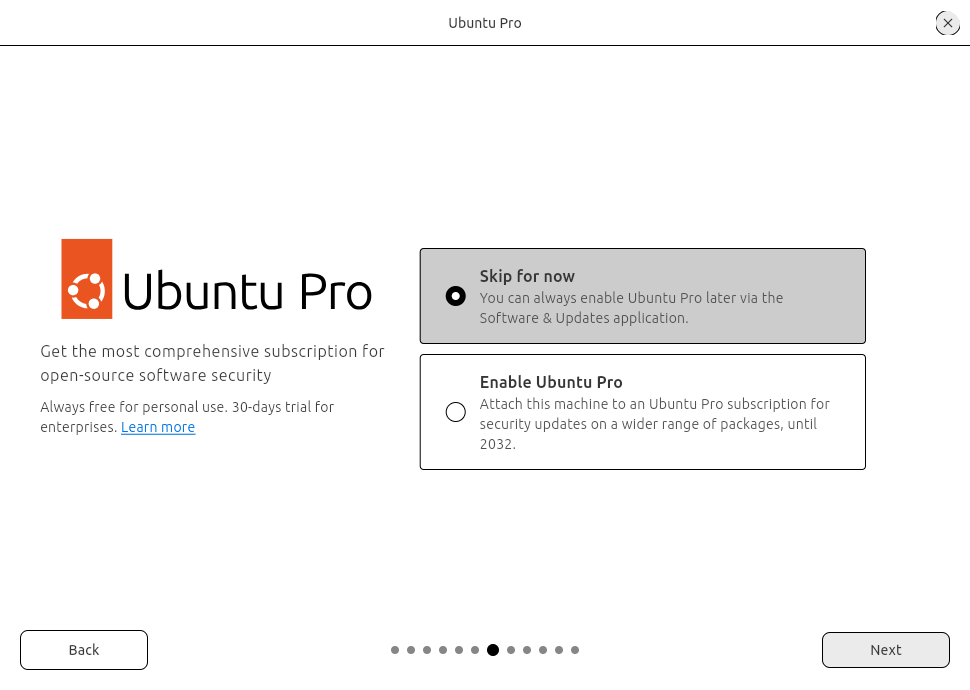 Ubuntu Pro
Ubuntu Pro
Get the most comprehensive subscription for
open-source software security
Always free for personal use. 30-days trial for
enterprises. Learn more
Skip for now
You can always enable Ubuntu Pro later via the
Software & Updates application.
Enable Ubuntu Pro
Attach this machine to an Ubuntu Pro subscription for
security updates on a wider range of packages, until
2032.
Back
Next